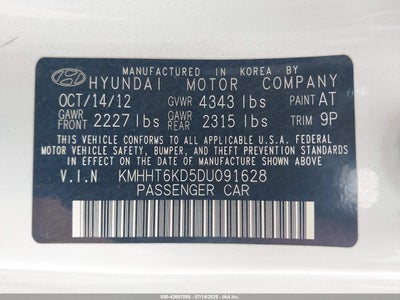 MANUFACTURED IN KOREA BY
HYUNDAI MOTOR COMPANY
OCT/14/12 GVWR 4343 lbs PAINT AT
GAWR FRONT 2227 lbs GAWR REAR 2315 lbs TRIM 9P
THIS VEHICLE CONFORMS TO ALL APPLICABLE U.S.A. FEDERAL
MOTOR VEHICLE SAFETY, BUMPER, AND THEFT PREVENTION STANDARDS
IN EFFECT ON THE DATE OF MANUFACTURE SHOWN ABOVE.
V.I.N KMHHT6KD5DU091628
PASSENGER CAR